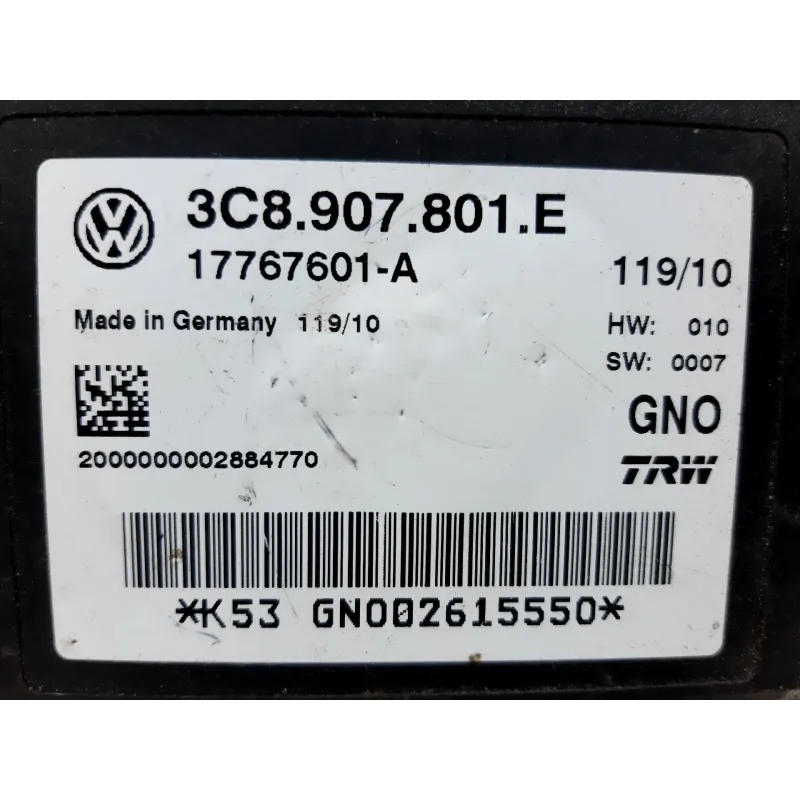 3C8.907.801.E
17767601-A 119/10
Made in Germany 119/10 HW: 010
SW: 0007
GNO
2000000002884770 TRW
*K53 GNO02615550*